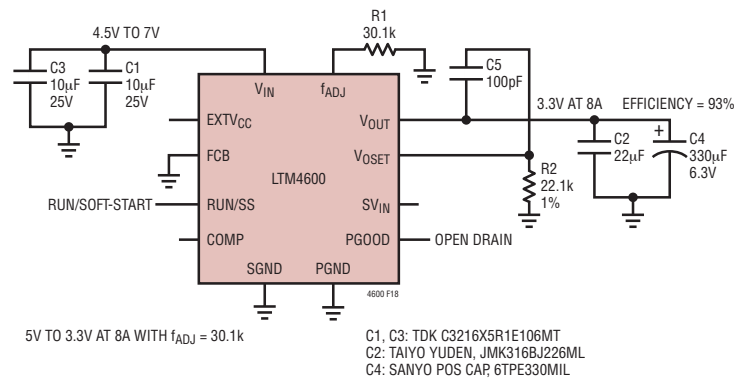 R1
30.1k
4.5V TO 7V
C3
10µF
25V
C1
10µF
25V
C5
100pF
VIN
fADJ
EXTVCC
VOUT
3.3V AT 8A
EFFICIENCY = 93%
FCB
VOSET
LTM4600
C2
22µF
+
C4
330µF
6.3V
R2
22.1k
1%
RUN/SOFT-START
RUN/SS
SVIN
COMP
PGOOD
OPEN DRAIN
SGND
PGND
4600 F18
5V TO 3.3V AT 8A WITH fADJ = 30.1k
C1, C3: TDK C3216X5R1E106MT
C2: TAIYO YUDEN, JMK316BJ226ML
C4: SANYO POS CAP, 6TPE330MIL